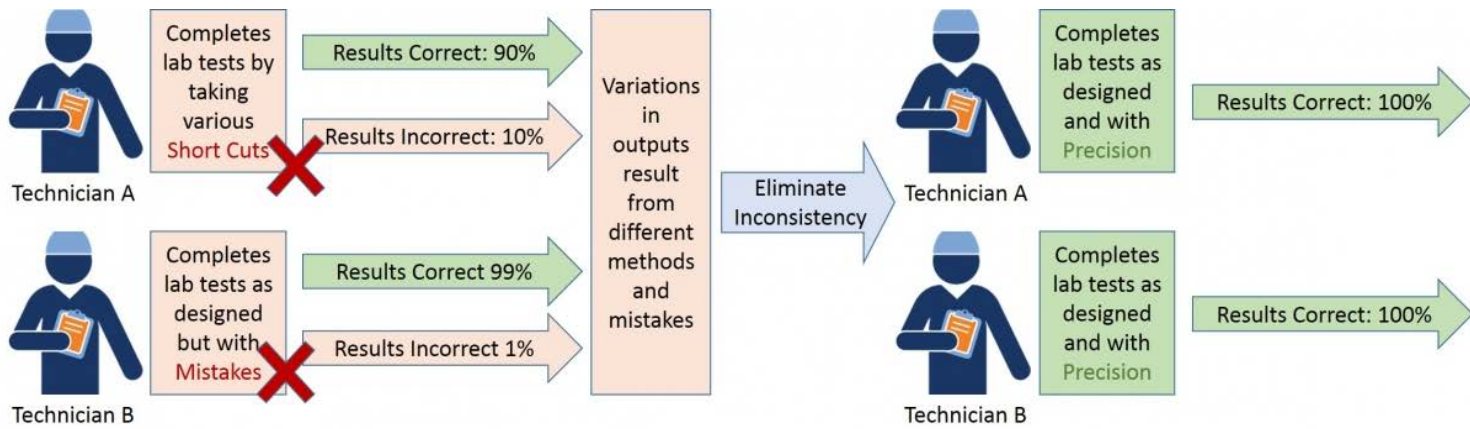 Completes
lab tests by
taking
various
Short Cuts
Technician A
Results Correct: 90%
Results Incorrect: 10%
Completes
lab tests as
designed
but with
Mistakes
Technician B
Results Correct 99%
Results Incorrect 1%
Variations
in
outputs
result
from
different
methods
and
mistakes
Eliminate
Inconsistency
Completes
lab tests as
designed
and with
Precision
Technician A
Results Correct: 100%
Completes
lab tests as
designed
and with
Precision
Technician B
Results Correct: 100%